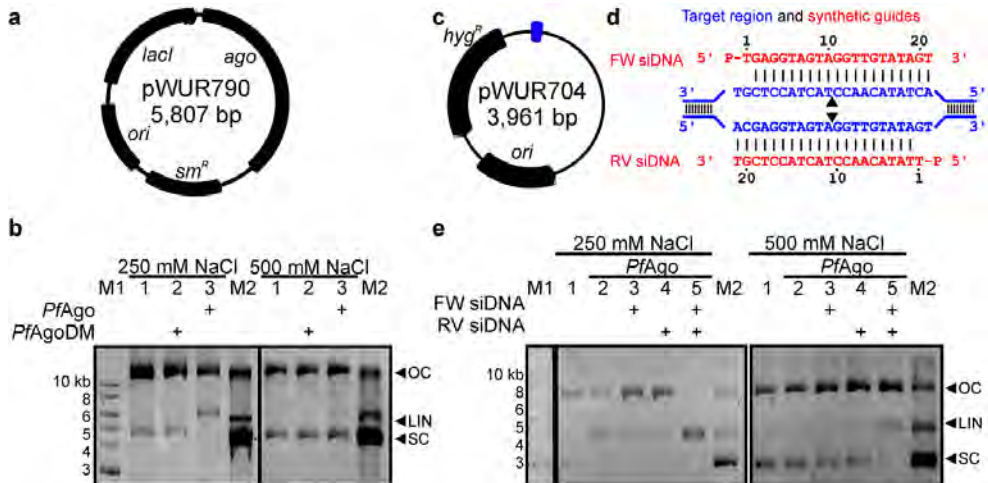 a
lacI
ago
pWUR790
5,807 bp
ori
smR
c
hygR
pWUR704
3,961 bp
ori
d
Target region and synthetic guides
1 10 20
FW siDNA 5' P-TGAGGTAGTAGGTTGTATAGT 3'
3' TGCTCCATCATCCAACATATCA 5'
5' ACGAGGTAGTAGGTTGTATAGT 3'
RV siDNA 3' TGCTCCATCATCCAACATATT-P 5'
20 10 1
b
250 mM NaCl 500 mM NaCl
M1 1 2 3 M2 1 2 3 M2
PfAgo + +
PfAgoDM + +
10 kb
8
6
5
4
3
OC
LIN
SC
e
250 mM NaCl 500 mM NaCl
PfAgo PfAgo
M1 1 2 3 4 5 1 2 3 4 5 M2
FW siDNA + + + +
RV siDNA + + + +
10 kb
8
6
5
4
3
OC
LIN
SC